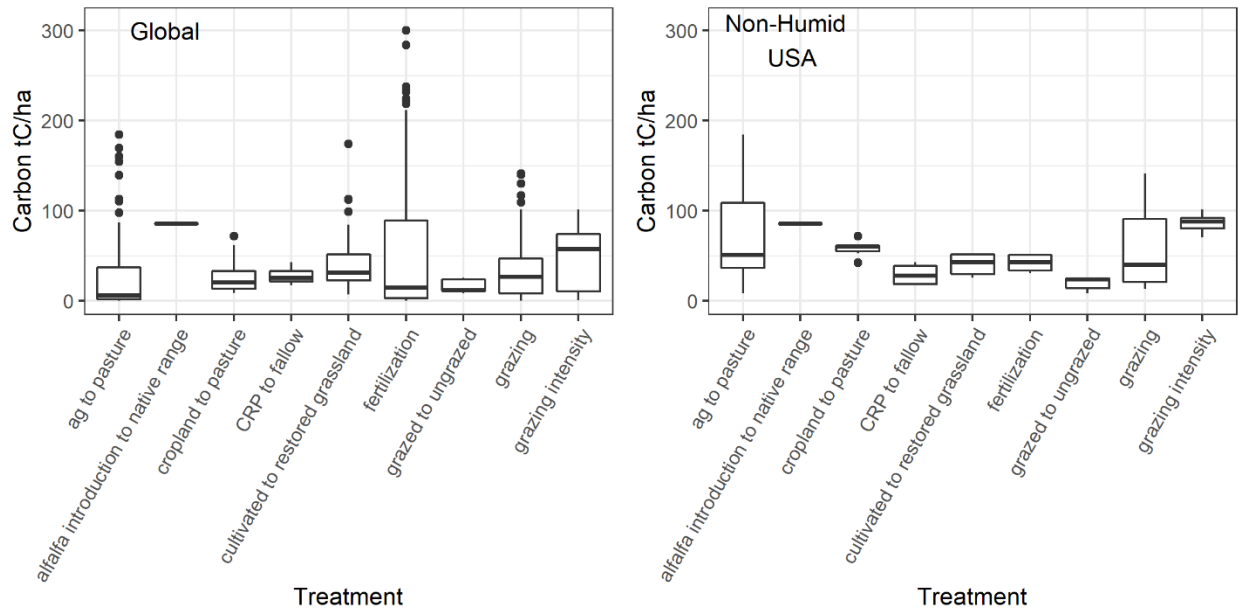 Global
Carbon tC/ha
300
200
100
0
ag to pasture
alfalfa introduction to native range
cropland to pasture
CRP to fallow
cultivated to restored grassland
fertilization
grazed to ungrazed
grazing
grazing intensity
Treatment
Non-Humid
USA
Carbon tC/ha
300
200
100
0
ag to pasture
alfalfa introduction to native range
cropland to pasture
CRP to fallow
cultivated to restored grassland
fertilization
grazed to ungrazed
grazing
grazing intensity
Treatment